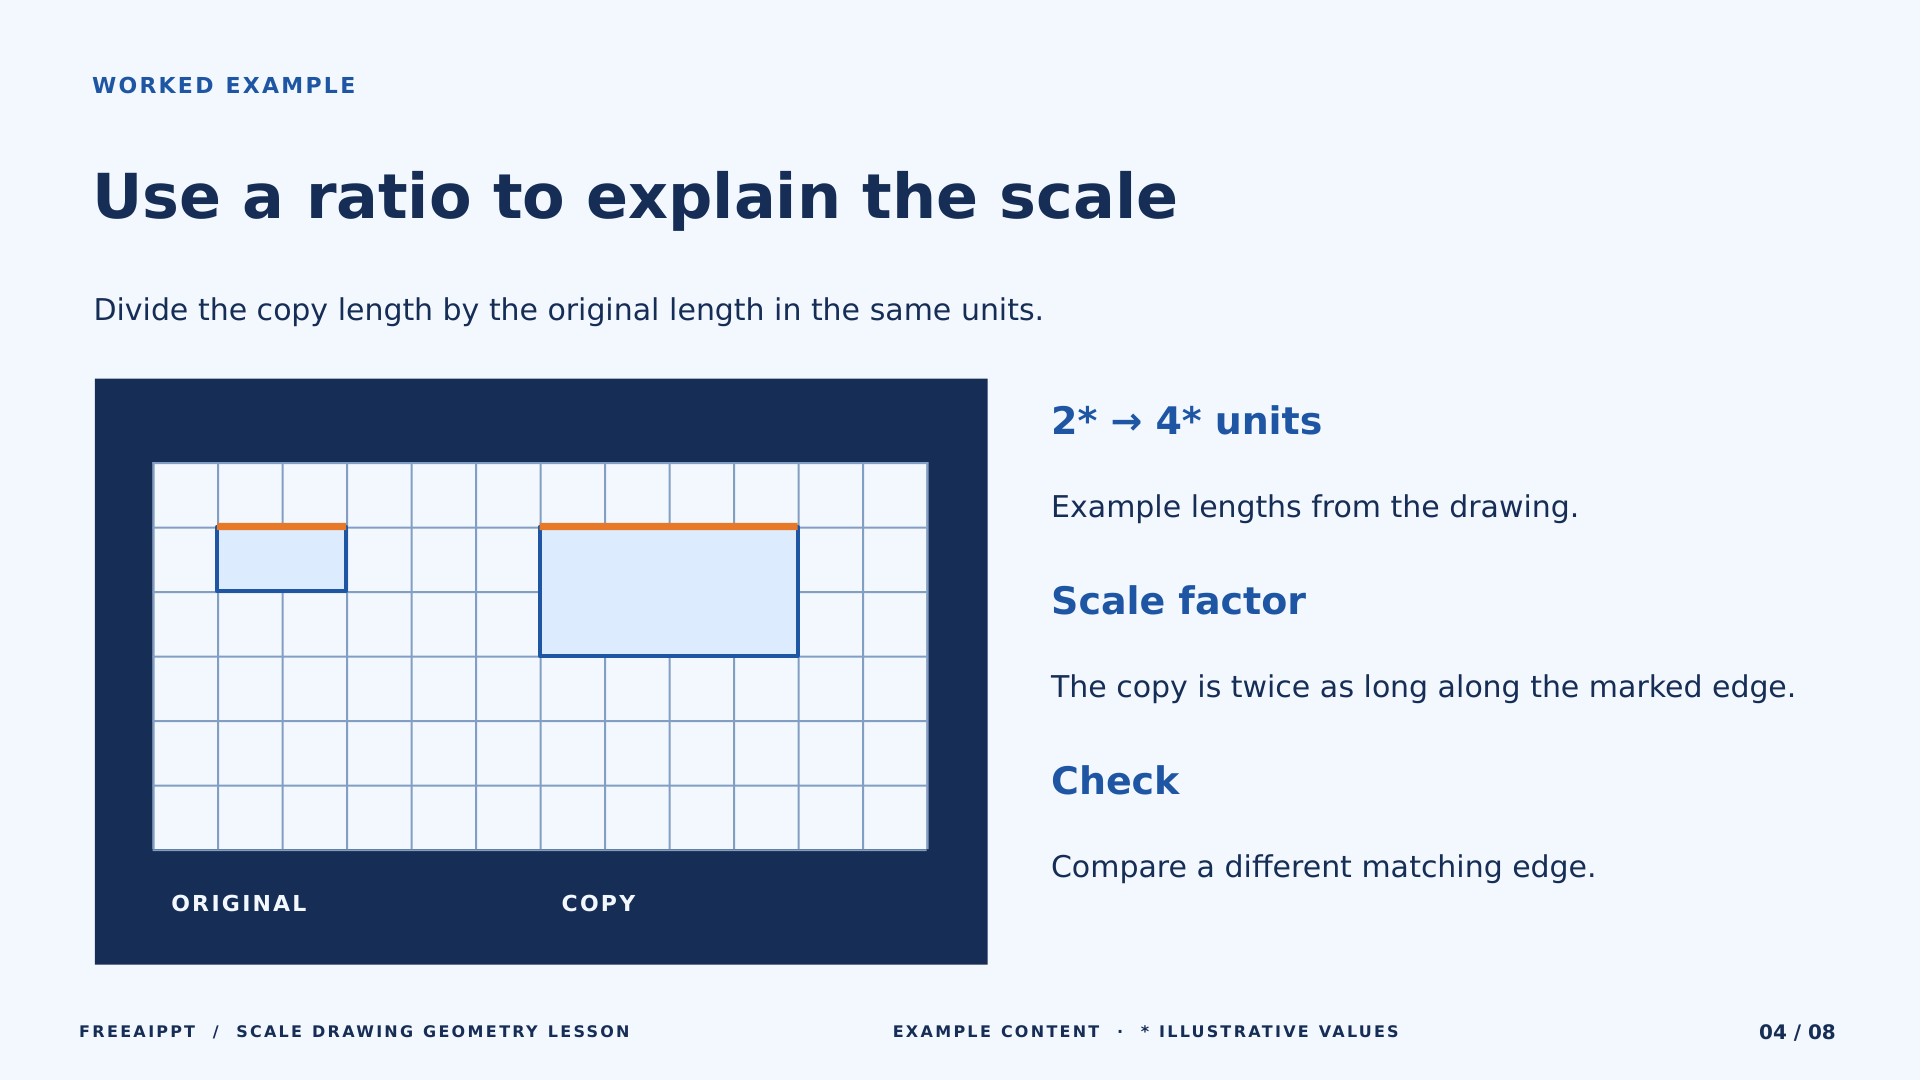 WORKED EXAMPLE
Use a ratio to explain the scale
Divide the copy length by the original length in the same units.
2* → 4* units
Example lengths from the drawing.
Scale factor
The copy is twice as long along the marked edge.
Check
Compare a different matching edge.
ORIGINAL
COPY
FREEAIPPT / SCALE DRAWING GEOMETRY LESSON
EXAMPLE CONTENT · * ILLUSTRATIVE VALUES
04 / 08